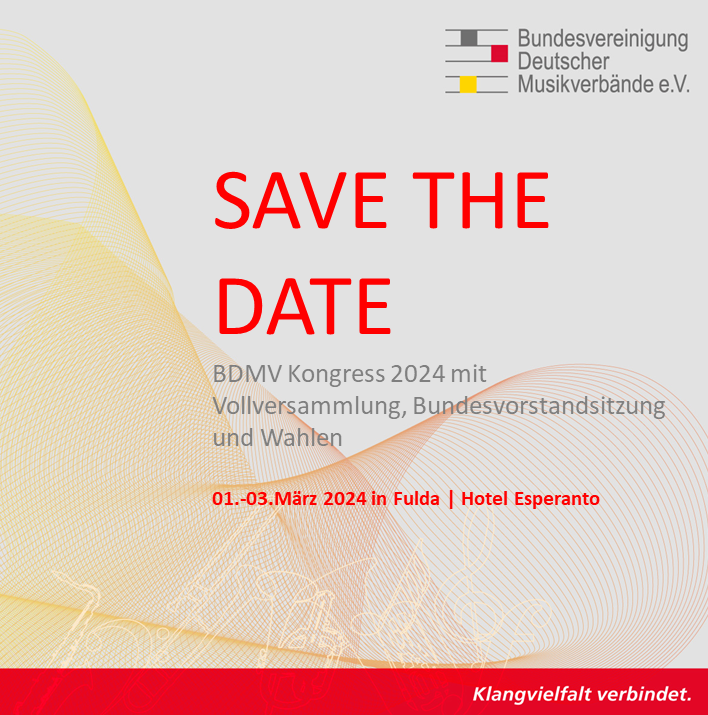 Bundesvereinigung
Deutscher
Musikverbände e.V.
SAVE THE
DATE
BDMV Kongress 2024 mit
Vollversammlung, Bundesvorstandsitzung
und Wahlen
01.-03.März 2024 in Fulda | Hotel Esperanto
Klangvielfalt verbindet.